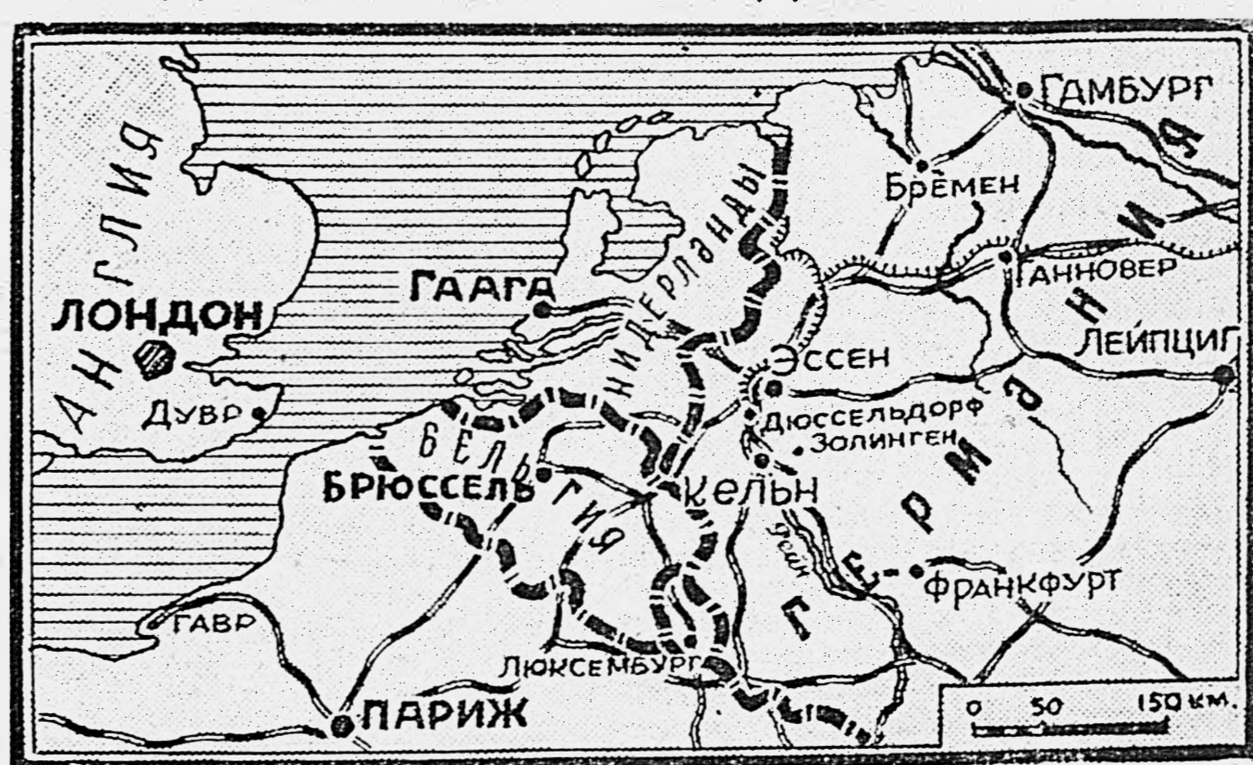 ГАМБУРГ
АНГЛИЯ
БРЕМЕН
НИДЕРЛАНДЫ
ГЕРМАНИЯ
ГААГА
ГАННОВЕР
ЛОНДОН
ЛЕЙПЦИГ
ЭССЕН
ДУВР
ДЮССЕЛЬДОРФ
ЗОЛИНГЕН
БЕЛЬГИЯ
БРЮССЕЛЬ
КЕЛЬН
Рейн
ФРАНКФУРТ
ГАВР
ЛЮКСЕМБУРГ
ПАРИЖ
0 50 150 км.